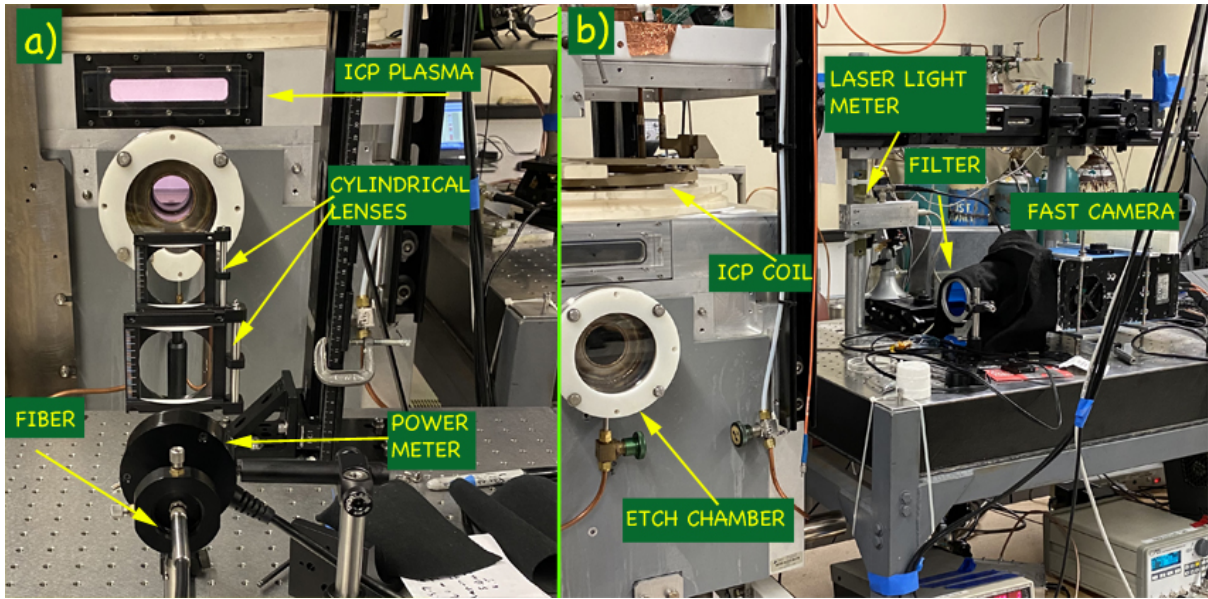 a)
ICP PLASMA
CYLINDRICAL
LENSES
FIBER
POWER
METER
b)
LASER LIGHT
METER
FILTER
FAST CAMERA
ICP COIL
ETCH CHAMBER